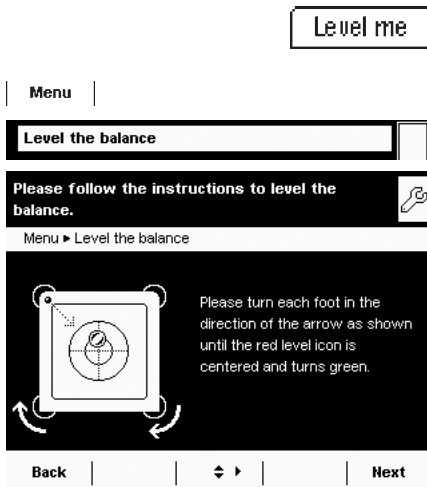 Level me
Menu
Level the balance
Please follow the instructions to level the
balance.
Menu ▸ Level the balance
Please turn each foot in the
direction of the arrow as shown
until the red level icon is
centered and turns green.
Back
Next